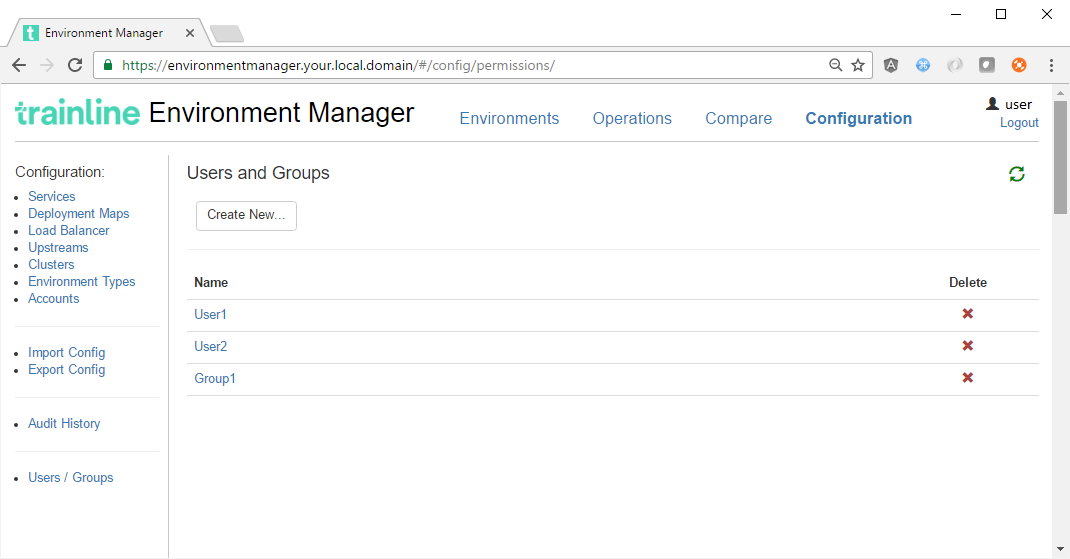 Environment Manager
https://environmentmanager.your.local.domain/#/config/permissions/
trainline Environment Manager
Environments
Operations
Compare
Configuration
user
Logout
Configuration:
Services
Deployment Maps
Load Balancer
Upstreams
Clusters
Environment Types
Accounts
Import Config
Export Config
Audit History
Users / Groups
Users and Groups
Create New...
Name Delete
User1
User2
Group1